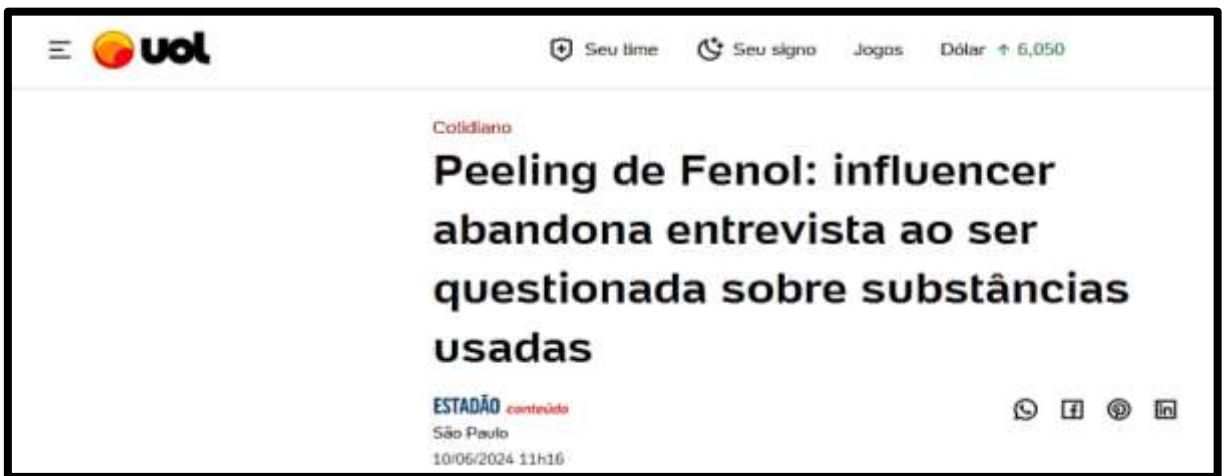 uol
Seu time Seu signo Jogos Dólar ↑ 6,050
Cotidiano
Peeling de Fenol: influencer
abandona entrevista ao ser
questionada sobre substâncias
usadas
ESTADÃO conteúdo
São Paulo
10/06/2024 11h16